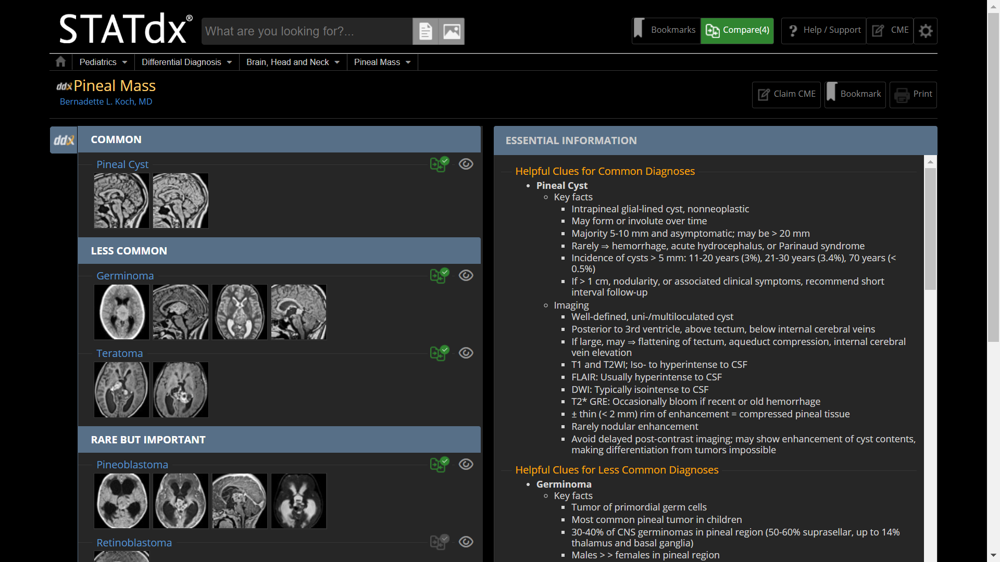 STATdx®
What are you looking for?...
Bookmarks
Compare(4)
Help / Support
CME
Pediatrics
Differential Diagnosis
Brain, Head and Neck
Pineal Mass
ddx Pineal Mass
Bernadette L. Koch, MD
Claim CME
Bookmark
Print
ddx
COMMON
Pineal Cyst
LESS COMMON
Germinoma
Teratoma
RARE BUT IMPORTANT
Pineoblastoma
Retinoblastoma
ESSENTIAL INFORMATION
Helpful Clues for Common Diagnoses
Pineal Cyst
Key facts
Intrapineal glial-lined cyst, nonneoplastic
May form or involute over time
Majority 5-10 mm and asymptomatic; may be > 20 mm
Rarely ⇒ hemorrhage, acute hydrocephalus, or Parinaud syndrome
Incidence of cysts > 5 mm: 11-20 years (3%), 21-30 years (3.4%), 70 years (<
0.5%)
If > 1 cm, nodularity, or associated clinical symptoms, recommend short
interval follow-up
Imaging
Well-defined, uni-/multiloculated cyst
Posterior to 3rd ventricle, above tectum, below internal cerebral veins
If large, may ⇒ flattening of tectum, aqueduct compression, internal cerebral
vein elevation
T1 and T2WI; Iso- to hyperintense to CSF
FLAIR: Usually hyperintense to CSF
DWI: Typically isointense to CSF
T2* GRE: Occasionally bloom if recent or old hemorrhage
± thin (< 2 mm) rim of enhancement = compressed pineal tissue
Rarely nodular enhancement
Avoid delayed post-contrast imaging; may show enhancement of cyst contents,
making differentiation from tumors impossible
Helpful Clues for Less Common Diagnoses
Germinoma
Key facts
Tumor of primordial germ cells
Most common pineal tumor in children
30-40% of CNS germinomas in pineal region (50-60% suprasellar, up to 14%
thalamus and basal ganglia)
Males > > females in pineal region